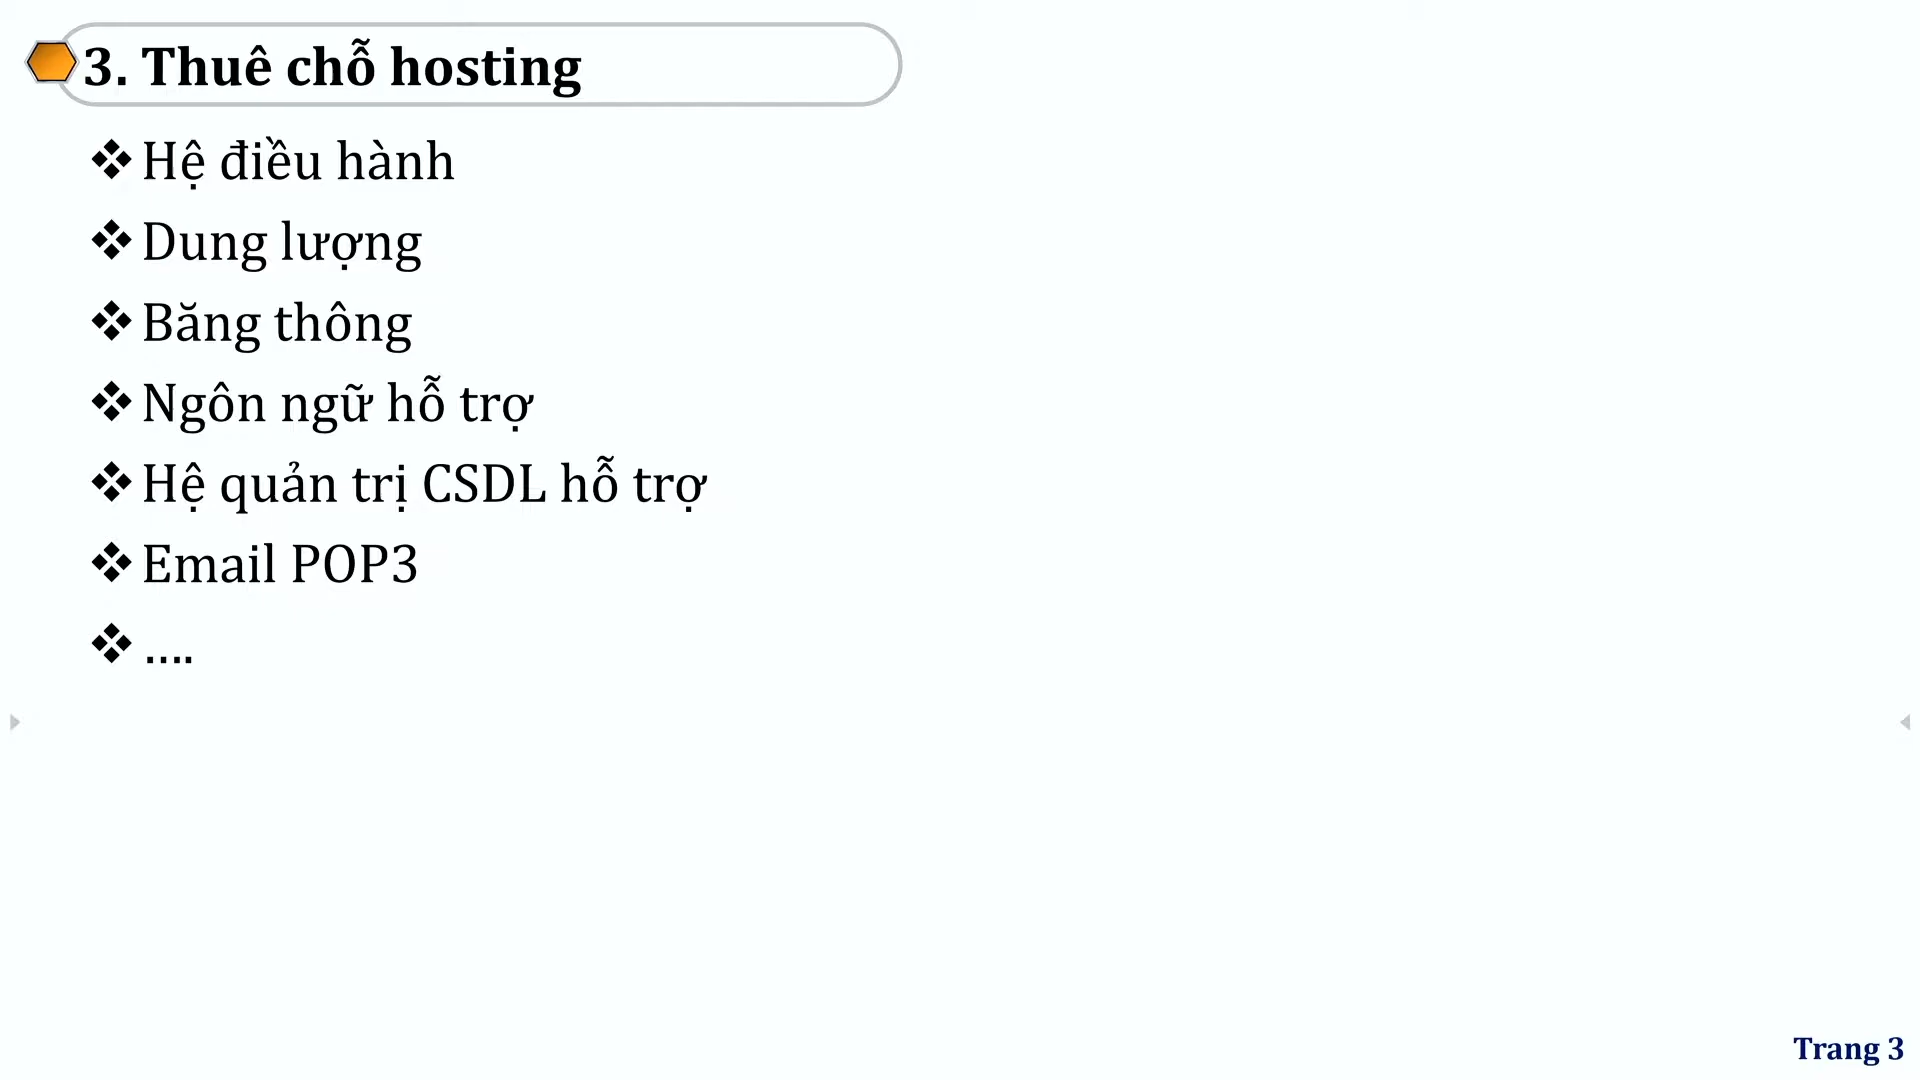 3. Thuê chỗ hosting
❖ Hệ điều hành
❖ Dung lượng
❖ Băng thông
❖ Ngôn ngữ hỗ trợ
❖ Hệ quản trị CSDL hỗ trợ
❖ Email POP3
❖ ....
Trang 3